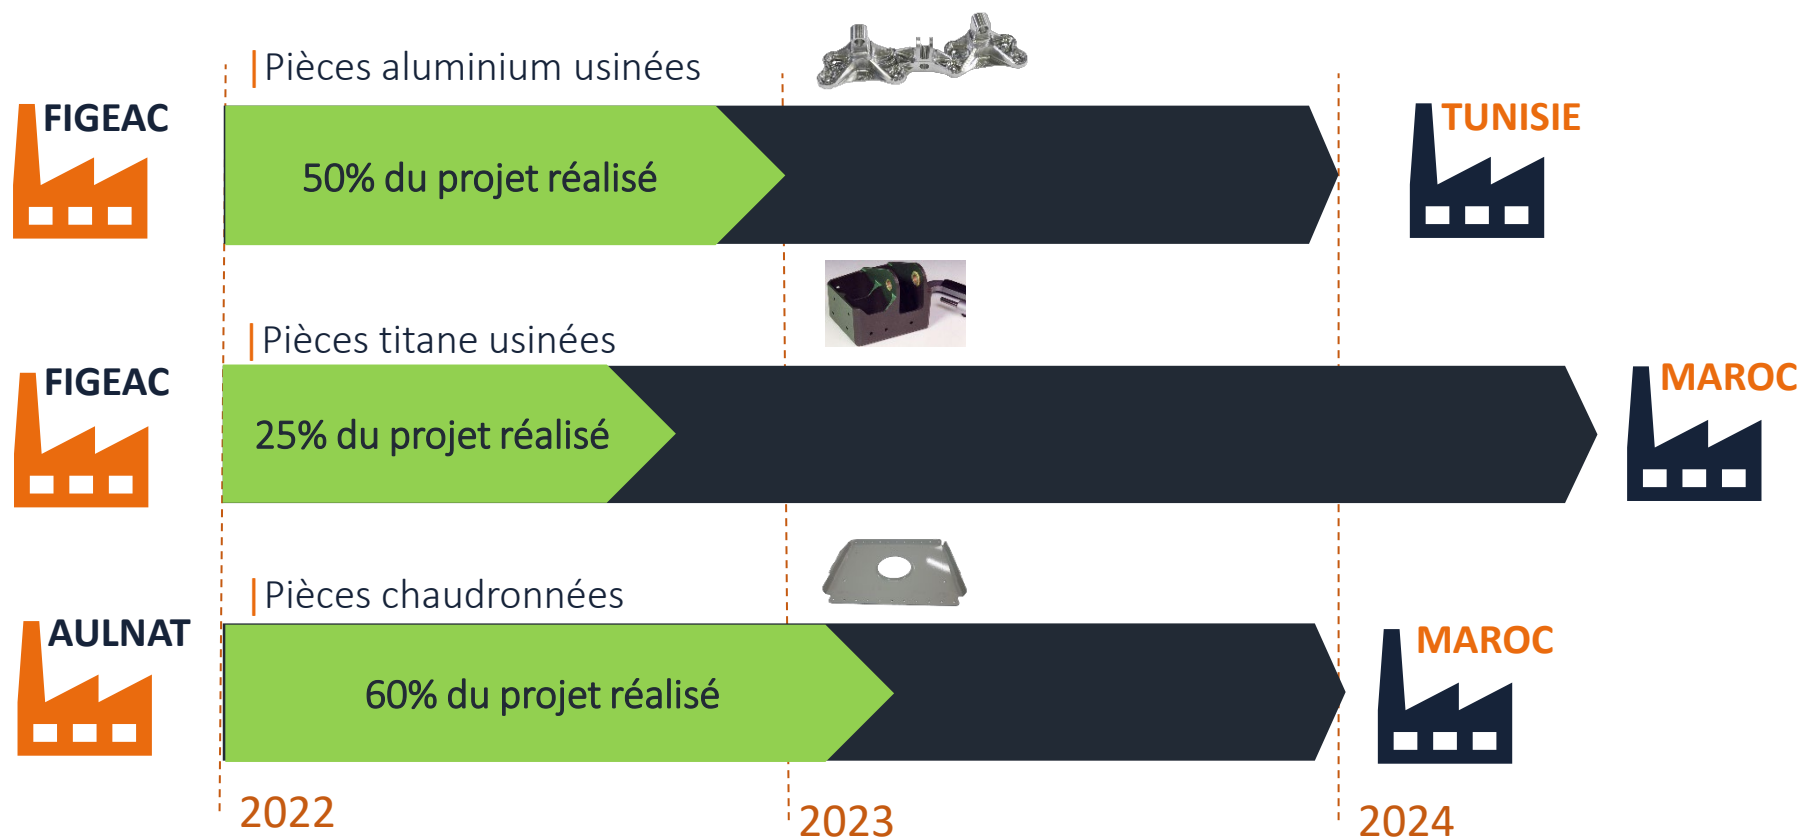 Pièces aluminium usinées
FIGEAC
50% du projet réalisé
TUNISIE
Pièces titane usinées
FIGEAC
25% du projet réalisé
MAROC
Pièces chaudronnées
AULNAT
60% du projet réalisé
MAROC
2022
2023
2024